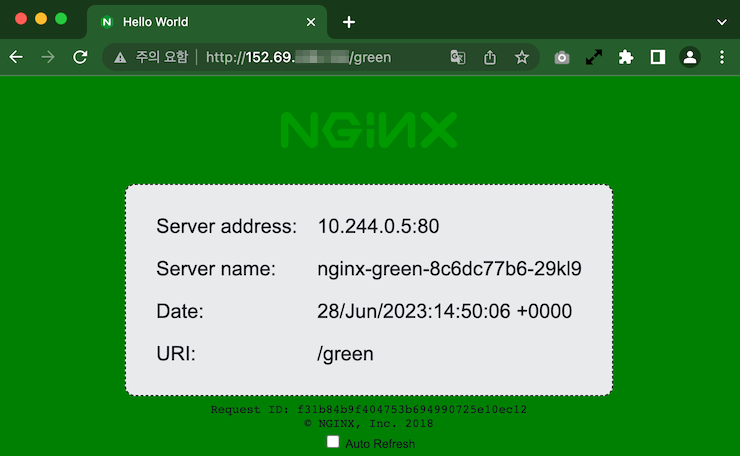 Hello World
주의 요함 http://152.69. /green
NGINX
Server address: 10.244.0.5:80
Server name: nginx-green-8c6dc77b6-29kl9
Date: 28/Jun/2023:14:50:06 +0000
URI: /green
Request ID: f31b84b9f404753b694990725e10ec12
© NGINX, Inc. 2018
Auto Refresh